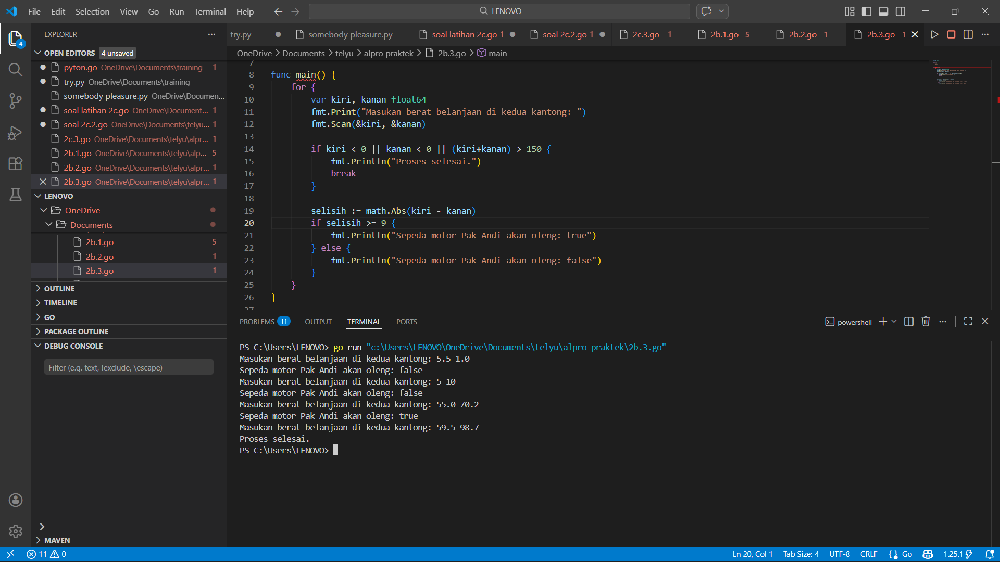 File Edit Selection View Go Run Terminal Help LENOVO
EXPLORER
OPEN EDITORS 4 unsaved
pyton.go OneDrive\Documents\training 1
try.py OneDrive\Documents\training
somebody pleasure.py OneDrive\Documen...
soal latihan 2c.go OneDrive\Document... 1
soal 2c.2.go OneDrive\Documents\telyu... 1
2c.3.go OneDrive\Documents\telyu\alpr... 1
2b.1.go OneDrive\Documents\telyu\alp... 5
2b.2.go OneDrive\Documents\telyu\alpr... 1
2b.3.go OneDrive\Documents\telyu\alpr... 1
LENOVO
OneDrive
Documents
2b.1.go 5
2b.2.go 1
2b.3.go 1
OUTLINE
TIMELINE
GO
PACKAGE OUTLINE
DEBUG CONSOLE
Filter (e.g. text, !exclude, \escape)
MAVEN
4
try.py somebody pleasure.py soal latihan 2c.go 1 soal 2c.2.go 1 2c.3.go 1 2b.1.go 5 2b.2.go 1 2b.3.go 1
OneDrive > Documents > telyu > alpro praktek > 2b.3.go > main
7
8 func main() {
9 for {
10 var kiri, kanan float64
11 fmt.Print("Masukan berat belanjaan di kedua kantong: ")
12 fmt.Scan(&kiri, &kanan)
13
14 if kiri < 0 || kanan < 0 || (kiri+kanan) > 150 {
15 fmt.Println("Proses selesai.")
16 break
17 }
18
19 selisih := math.Abs(kiri - kanan)
20 if selisih >= 9 {
21 fmt.Println("Sepeda motor Pak Andi akan oleng: true")
22 } else {
23 fmt.Println("Sepeda motor Pak Andi akan oleng: false")
24 }
25 }
26 }
27
PROBLEMS 11 OUTPUT TERMINAL PORTS powershell
PS C:\Users\LENOVO> go run "c:\Users\LENOVO\OneDrive\Documents\telyu\alpro praktek\2b.3.go"
Masukan berat belanjaan di kedua kantong: 5.5 1.0
Sepeda motor Pak Andi akan oleng: false
Masukan berat belanjaan di kedua kantong: 5 10
Sepeda motor Pak Andi akan oleng: false
Masukan berat belanjaan di kedua kantong: 55.0 70.2
Sepeda motor Pak Andi akan oleng: true
Masukan berat belanjaan di kedua kantong: 59.5 98.7
Proses selesai.
PS C:\Users\LENOVO>
11 0 Ln 20, Col 1 Tab Size: 4 UTF-8 CRLF Go 1.25.1